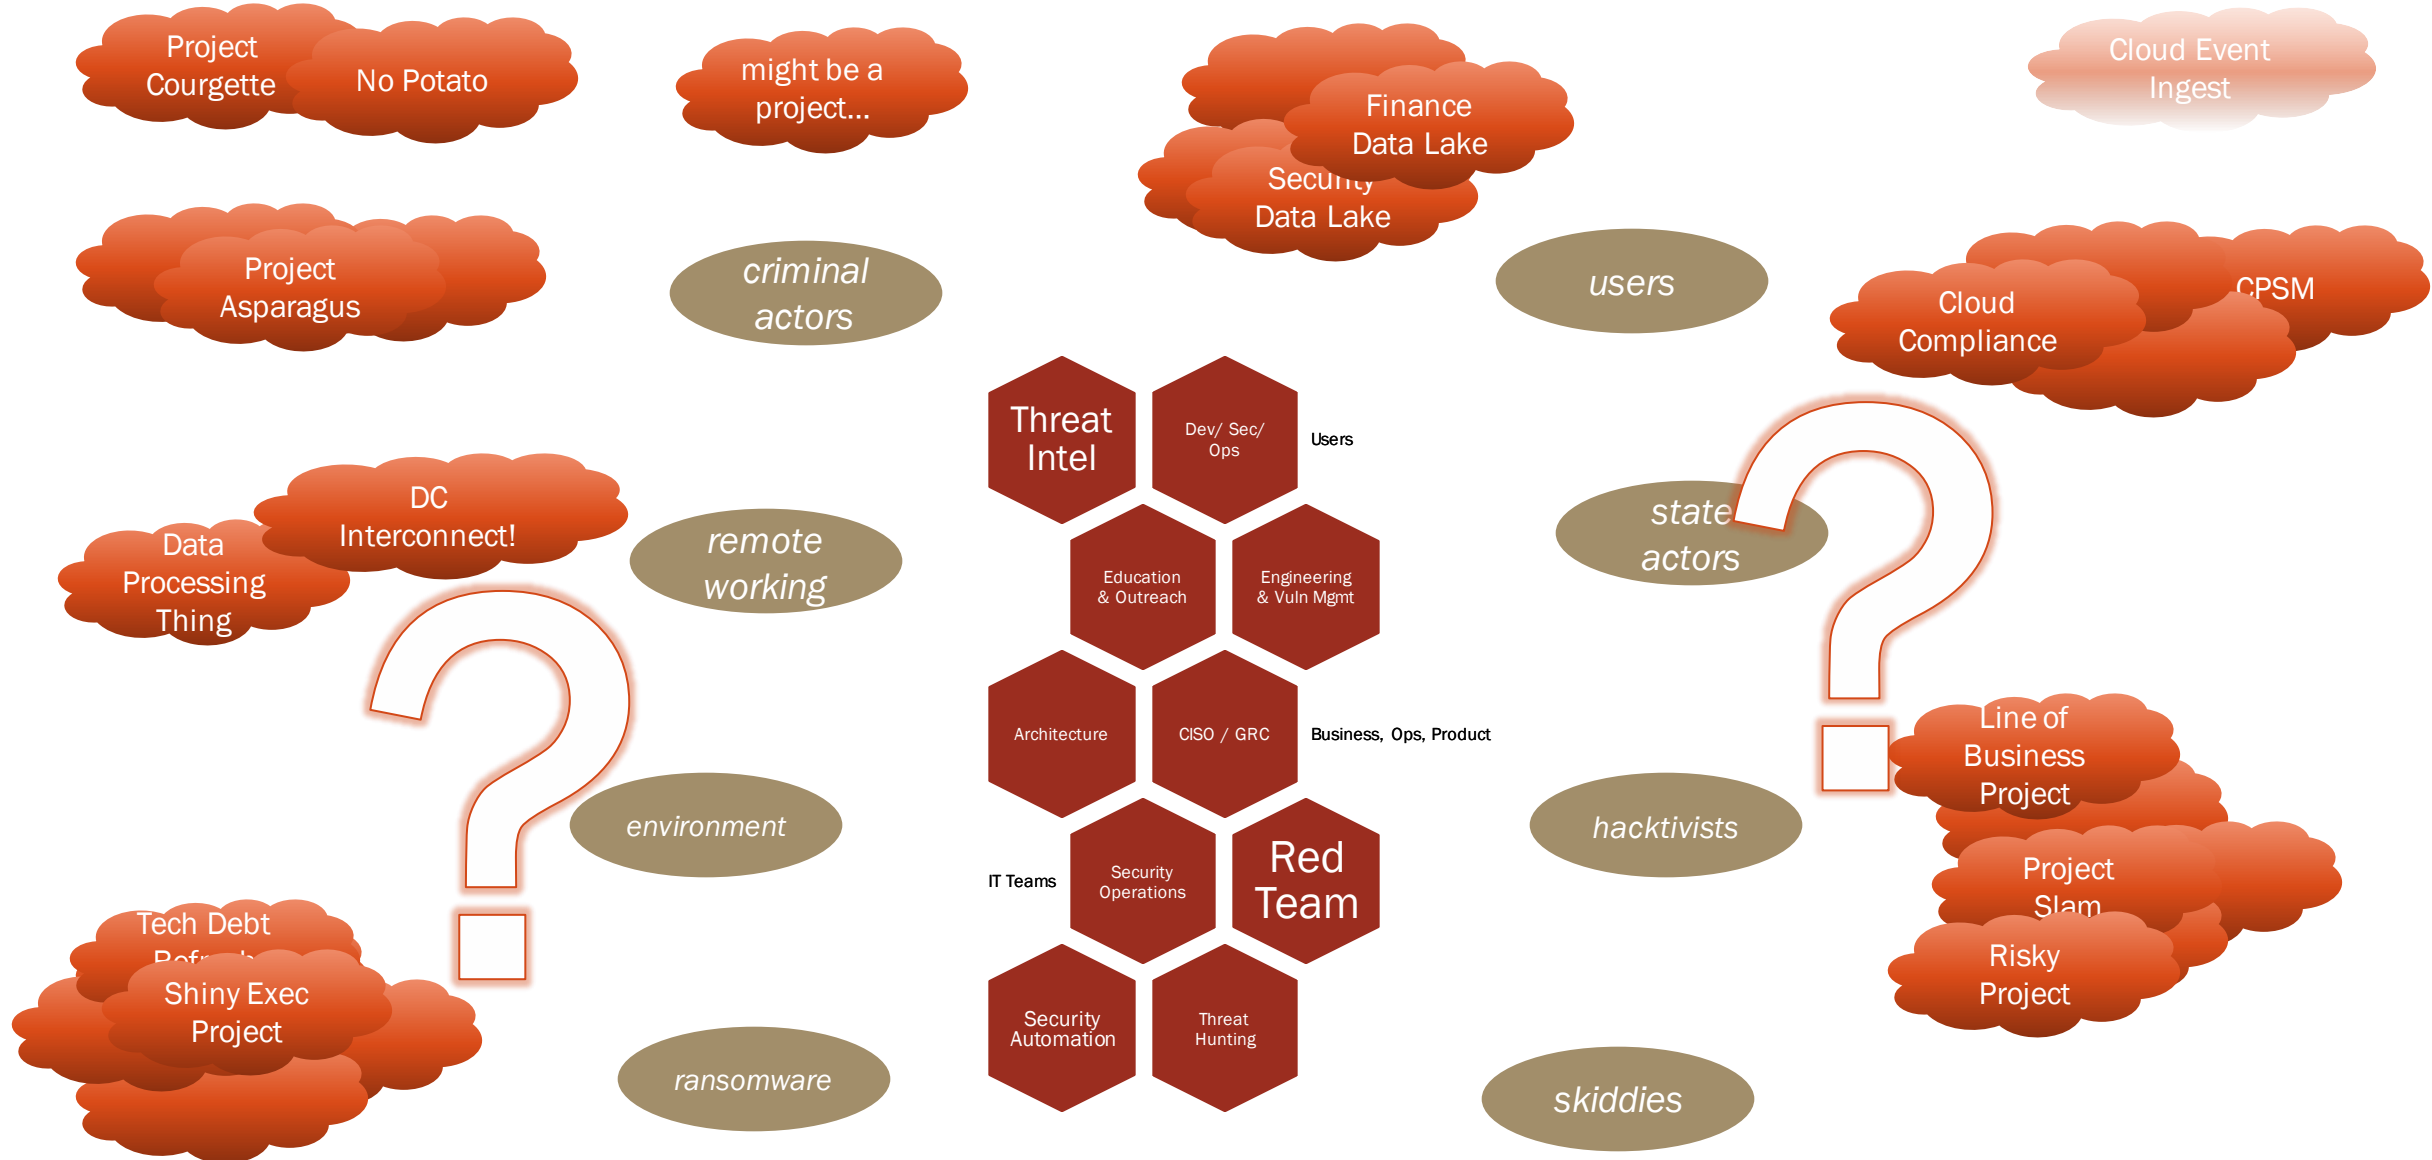 Project
Courgette
No Potato
might be a
project...
Finance
Data Lake
Security
Data Lake
Cloud Event
Ingest
Project
Asparagus
criminal
actors
users
Cloud
Compliance
CPSM
Threat
Intel
Dev/ Sec/
Ops
Users
DC
Interconnect!
Data
Processing
Thing
remote
working
state
actors
Education
& Outreach
Engineering
& Vuln Mgmt
Architecture
CISO / GRC
Business, Ops, Product
Line of
Business
Project
environment
hacktivists
IT Teams
Security
Operations
Red
Team
Project
Slam
Tech Debt
Shiny Exec
Project
Risky
Project
Security
Automation
Threat
Hunting
ransomware
skiddies